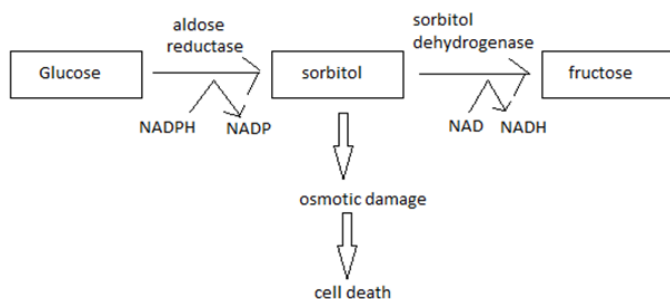 aldose
reductase
sorbitol
dehydrogenase
Glucose
sorbitol
fructose
NADPH
NADP
NAD
NADH
osmotic damage
cell death